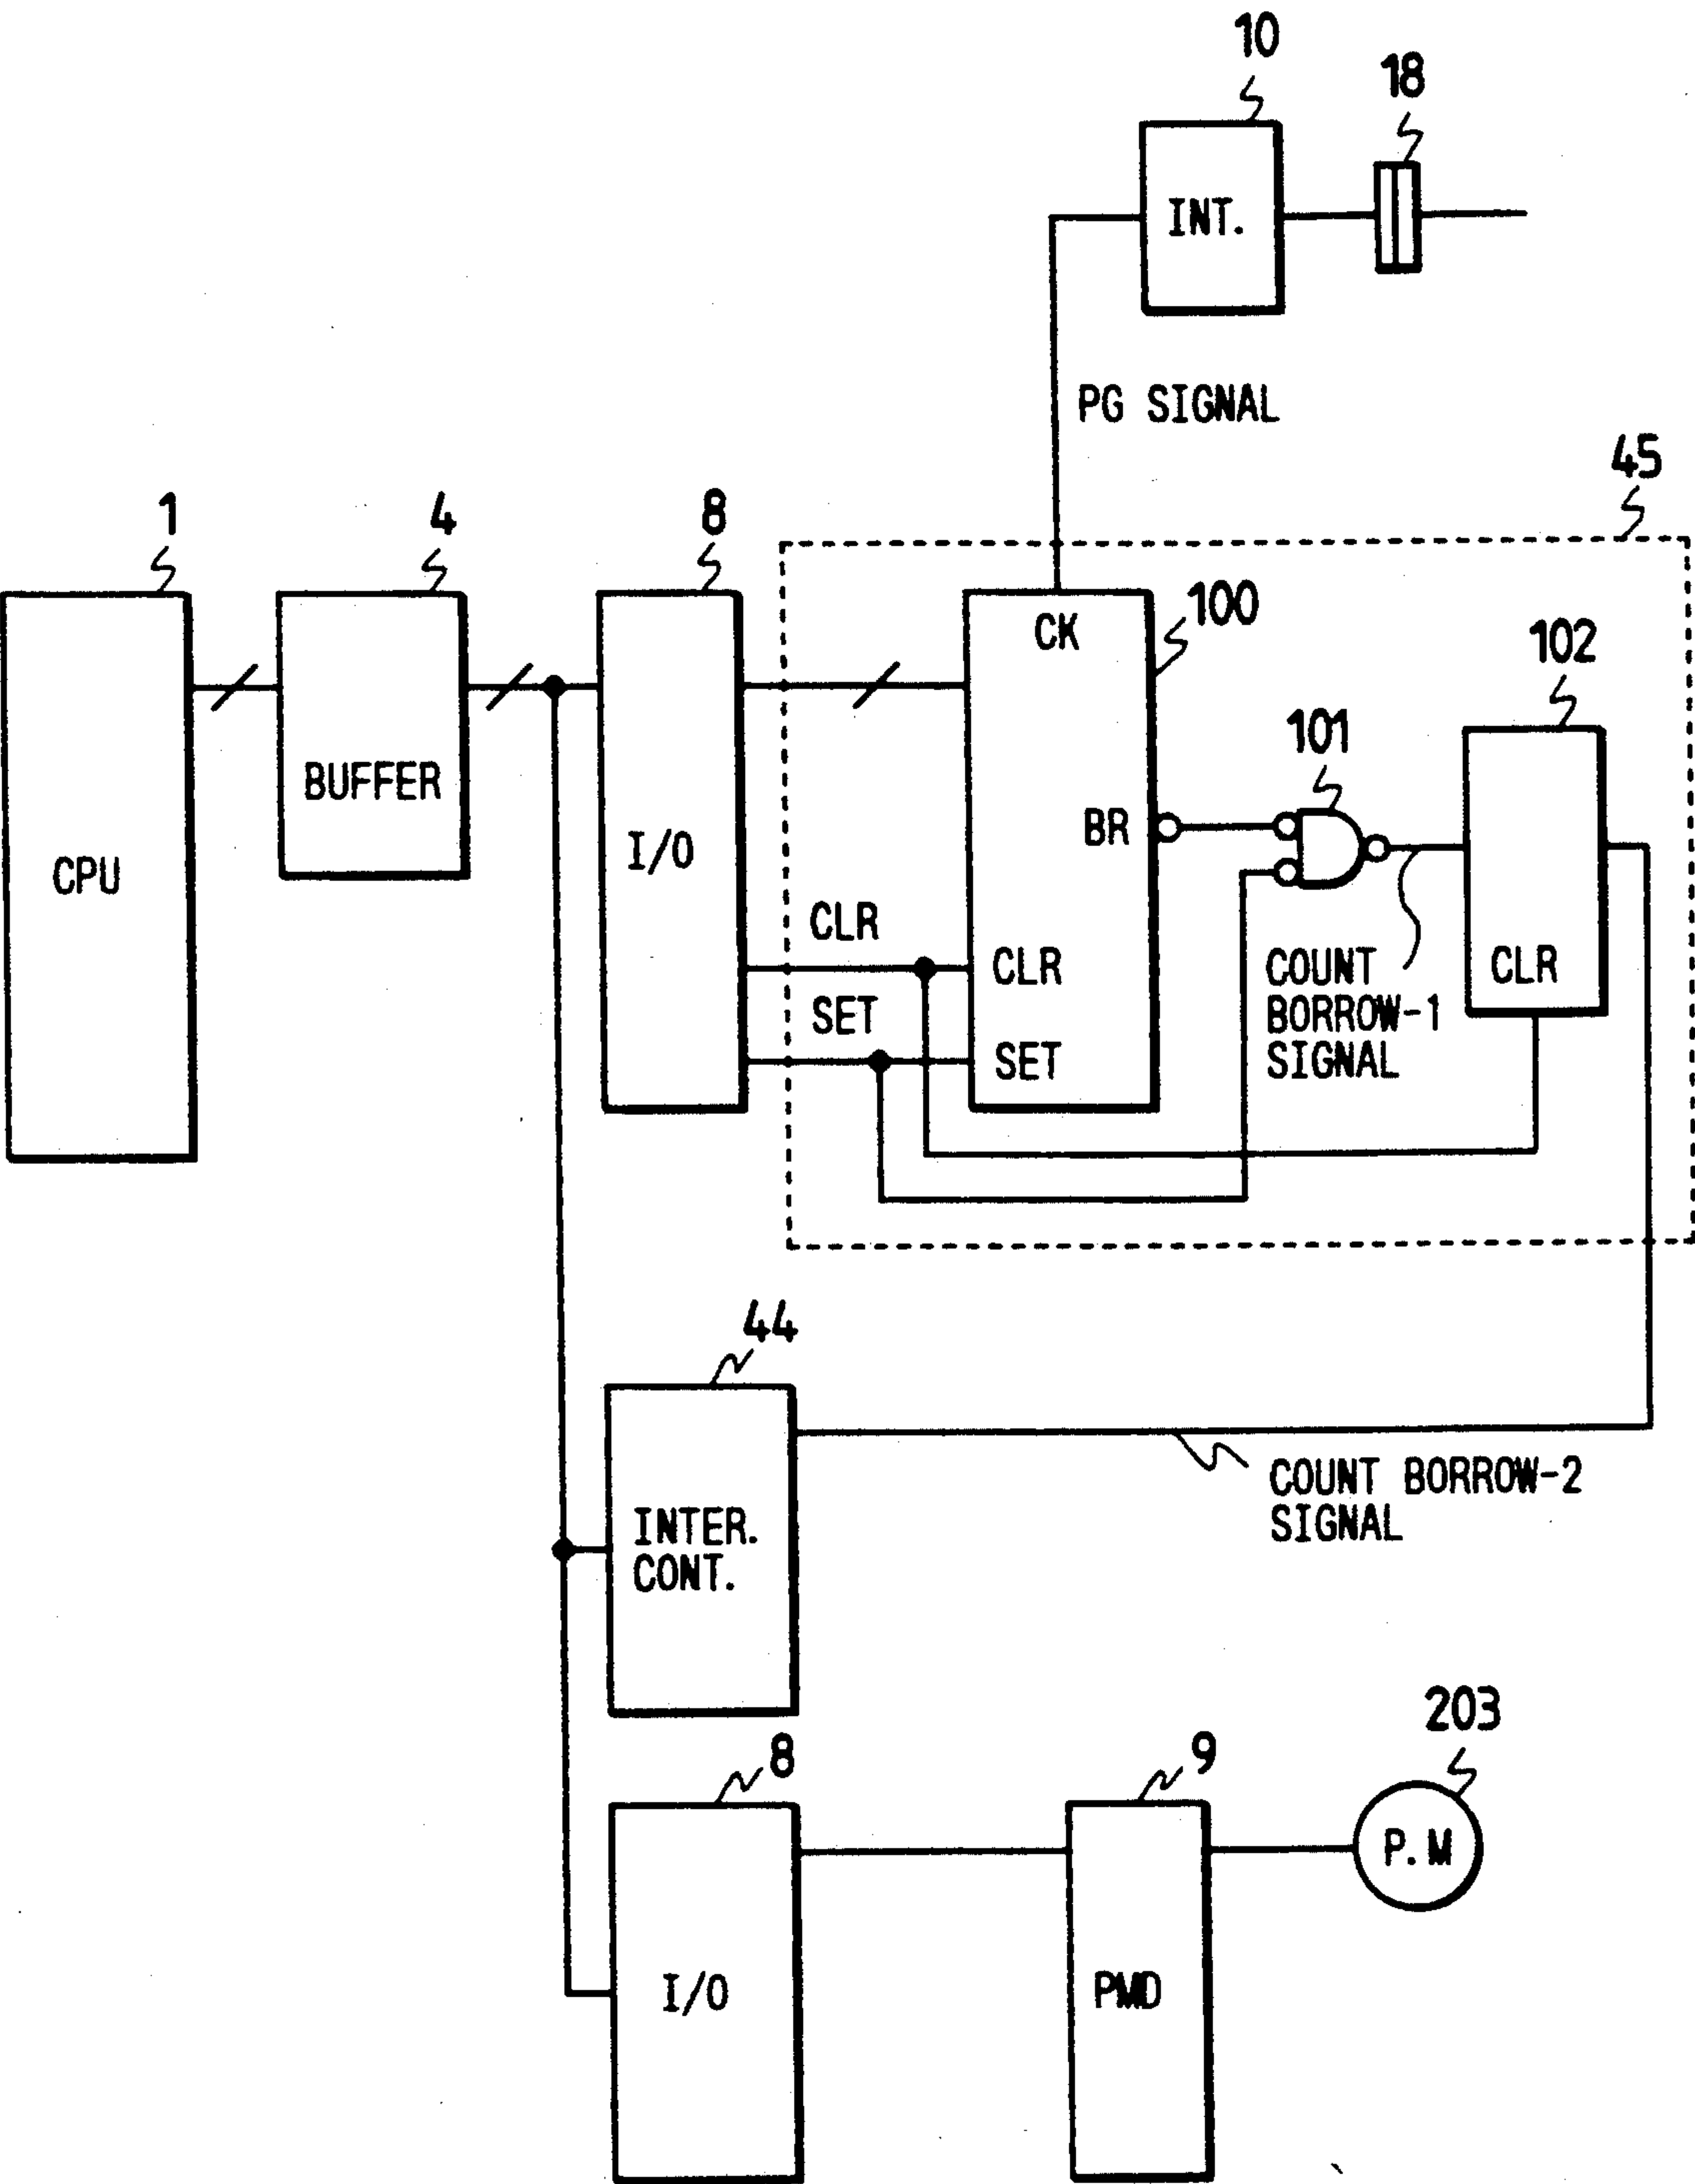 10
18
INT.
PG SIGNAL
45
1
4
8
100
CK
102
101
BUFFER
BR
I/O
CPU
CLR
CLR
COUNT
BORROW-1
SIGNAL
CLR
SET
SET
44
COUNT BORROW-2
SIGNAL
INTER.
CONT.
203
8
9
P.M
I/O
PMD